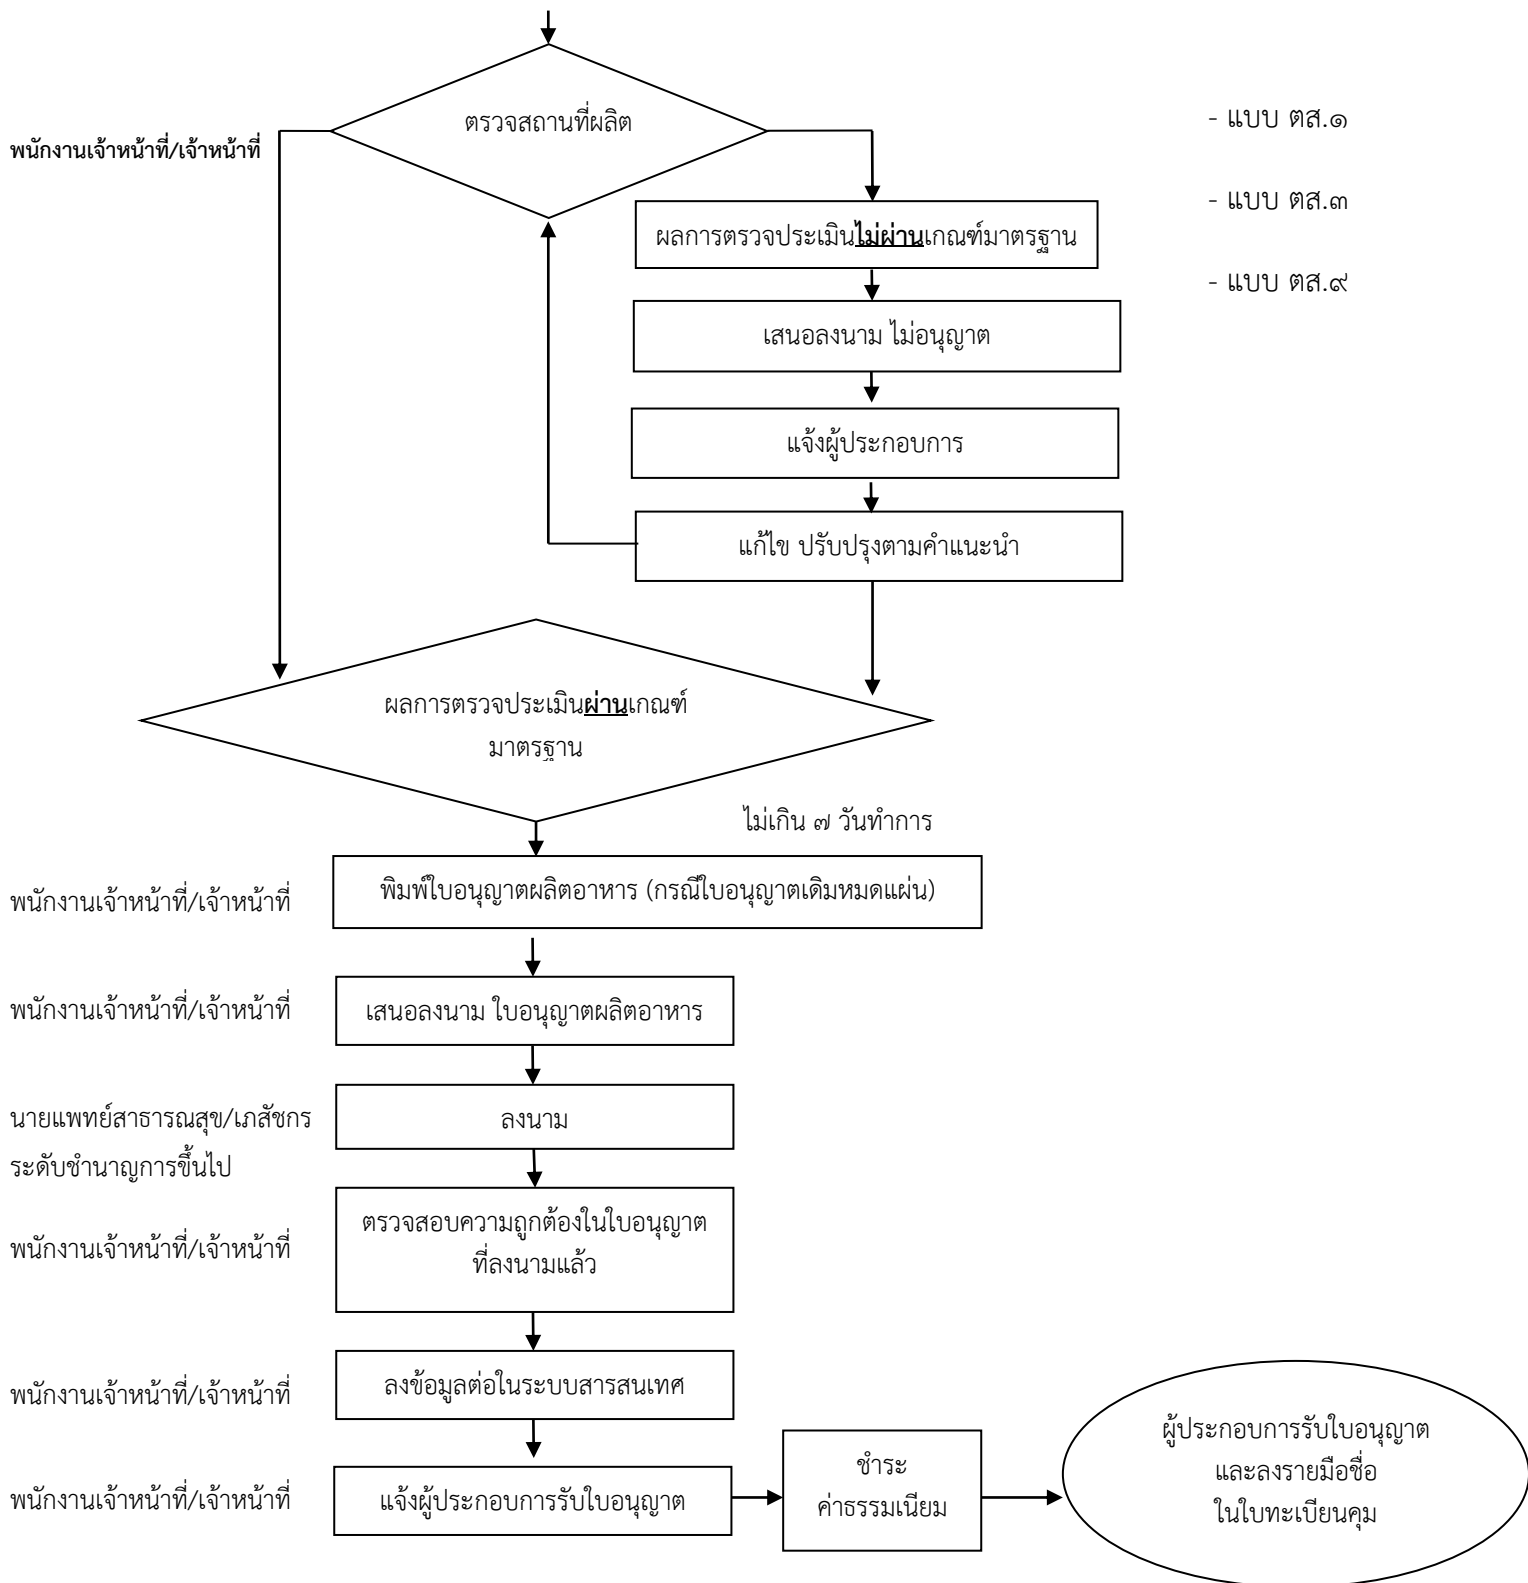 ตรวจสถานที่ผลิต
พนักงานเจ้าหน้าที่/เจ้าหน้าที่
- แบบ ตส.๑
- แบบ ตส.๓
- แบบ ตส.๙
ผลการตรวจประเมินไม่ผ่านเกณฑ์มาตรฐาน
เสนอลงนาม ไม่อนุญาต
แจ้งผู้ประกอบการ
แก้ไข ปรับปรุงตามคำแนะนำ
ผลการตรวจประเมินผ่านเกณฑ์
มาตรฐาน
ไม่เกิน ๗ วันทำการ
พนักงานเจ้าหน้าที่/เจ้าหน้าที่
พิมพ์ใบอนุญาตผลิตอาหาร (กรณีใบอนุญาตเดิมหมดแผ่น)
พนักงานเจ้าหน้าที่/เจ้าหน้าที่
เสนอลงนาม ใบอนุญาตผลิตอาหาร
นายแพทย์สาธารณสุข/เภสัชกร
ระดับชำนาญการขึ้นไป
ลงนาม
พนักงานเจ้าหน้าที่/เจ้าหน้าที่
ตรวจสอบความถูกต้องในใบอนุญาต
ที่ลงนามแล้ว
พนักงานเจ้าหน้าที่/เจ้าหน้าที่
ลงข้อมูลต่อในระบบสารสนเทศ
พนักงานเจ้าหน้าที่/เจ้าหน้าที่
แจ้งผู้ประกอบการรับใบอนุญาต
ชำระ
ค่าธรรมเนียม
ผู้ประกอบการรับใบอนุญาต
และลงรายมือชื่อ
ในใบทะเบียนคุม